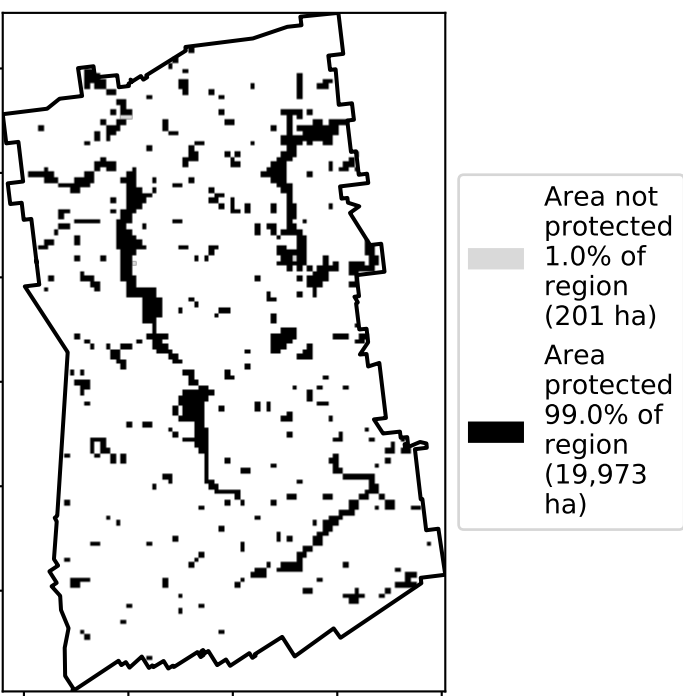 Area not
protected
1.0% of
region
(201 ha)
Area
protected
99.0% of
region
(19,973
ha)